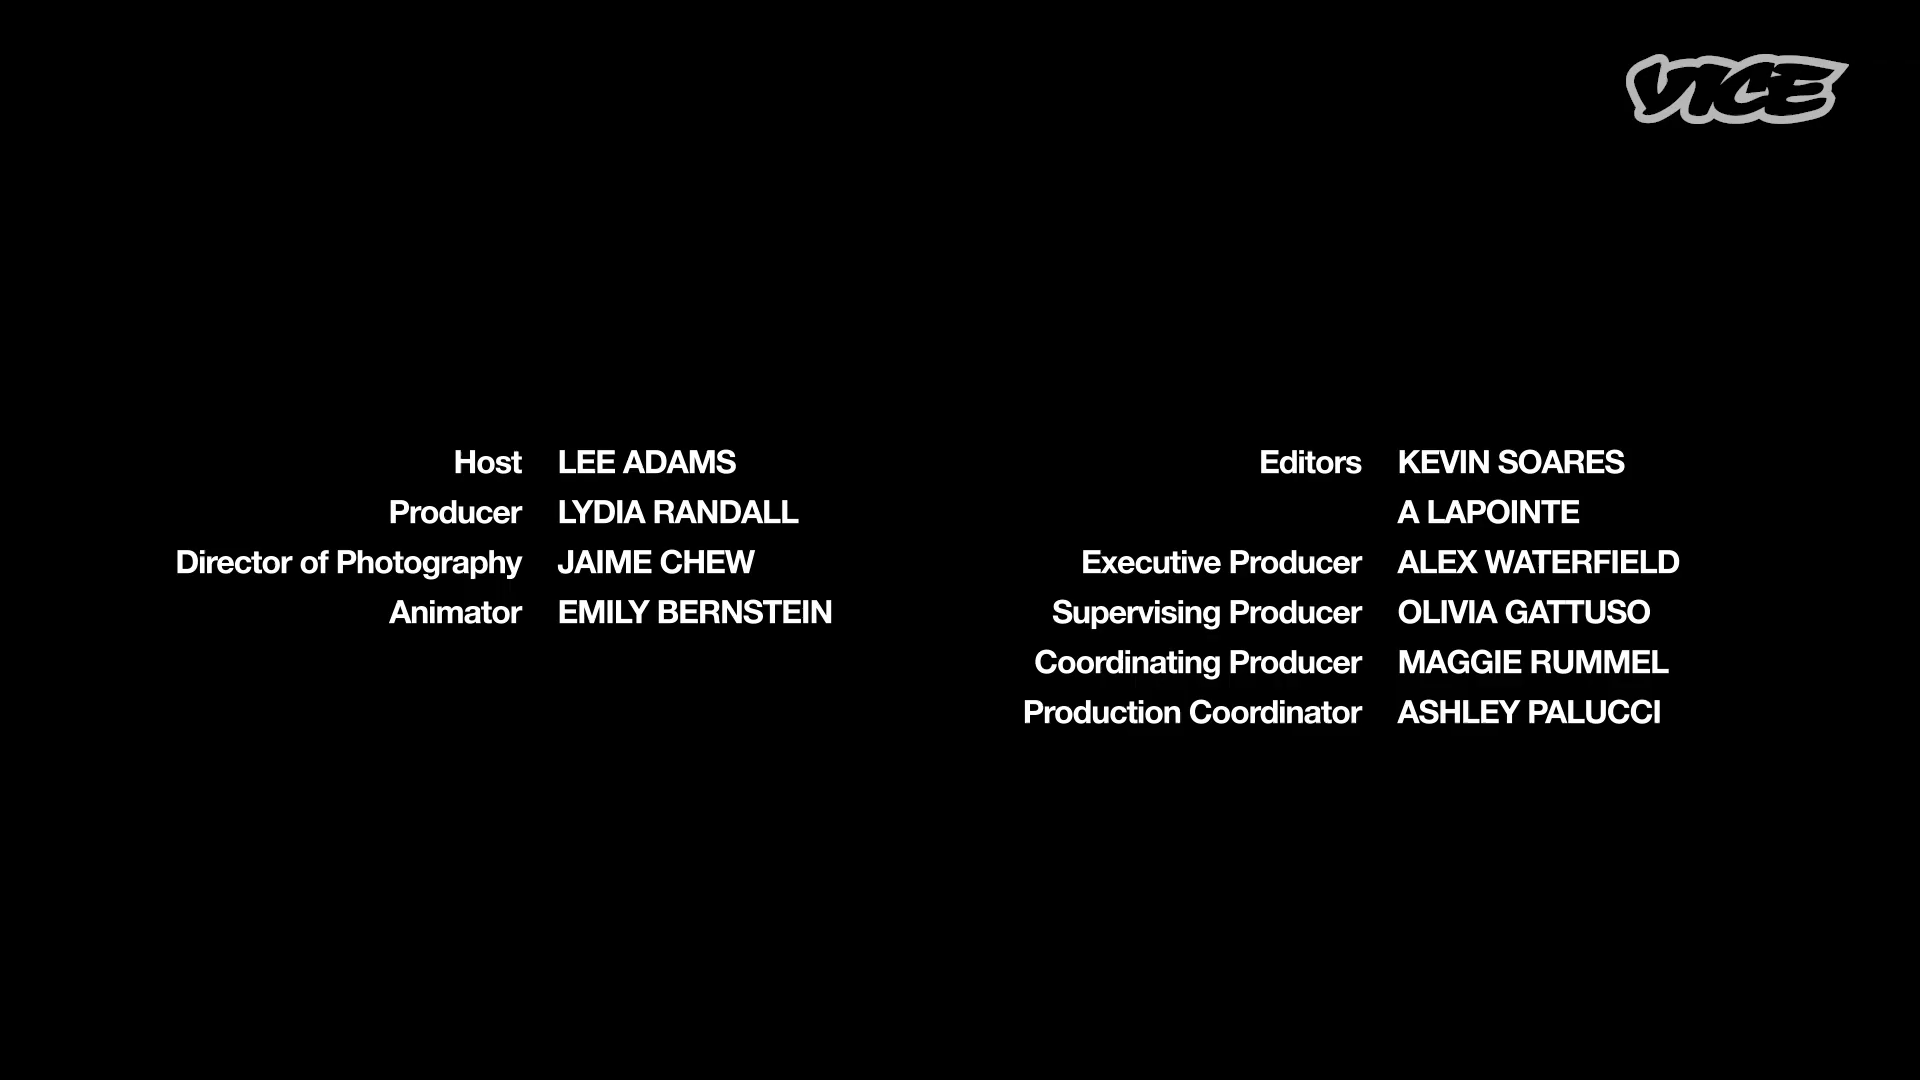 VICE
Host LEE ADAMS
Producer LYDIA RANDALL
Director of Photography JAIME CHEW
Animator EMILY BERNSTEIN
Editors KEVIN SOARES
A LAPOINTE
Executive Producer ALEX WATERFIELD
Supervising Producer OLIVIA GATTUSO
Coordinating Producer MAGGIE RUMMEL
Production Coordinator ASHLEY PALUCCI